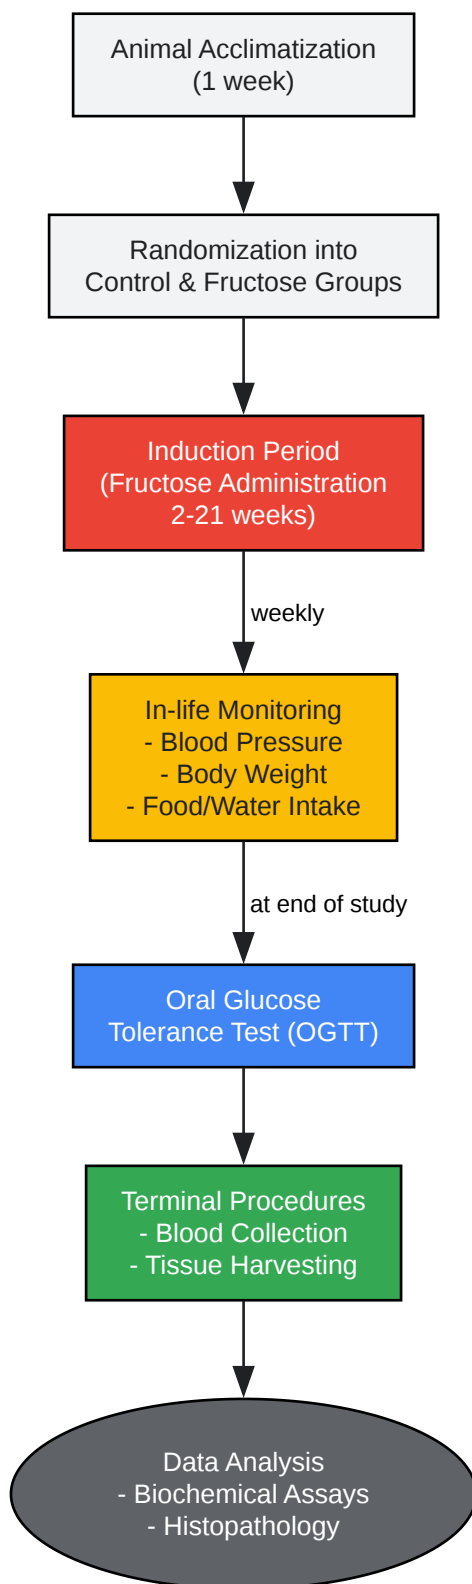 Animal Acclimatization
(1 week)
Randomization into
Control & Fructose Groups
Induction Period
(Fructose Administration
2-21 weeks)
weekly
In-life Monitoring
- Blood Pressure
- Body Weight
- Food/Water Intake
at end of study
Oral Glucose
Tolerance Test (OGTT)
Terminal Procedures
- Blood Collection
- Tissue Harvesting
Data Analysis
- Biochemical Assays
- Histopathology